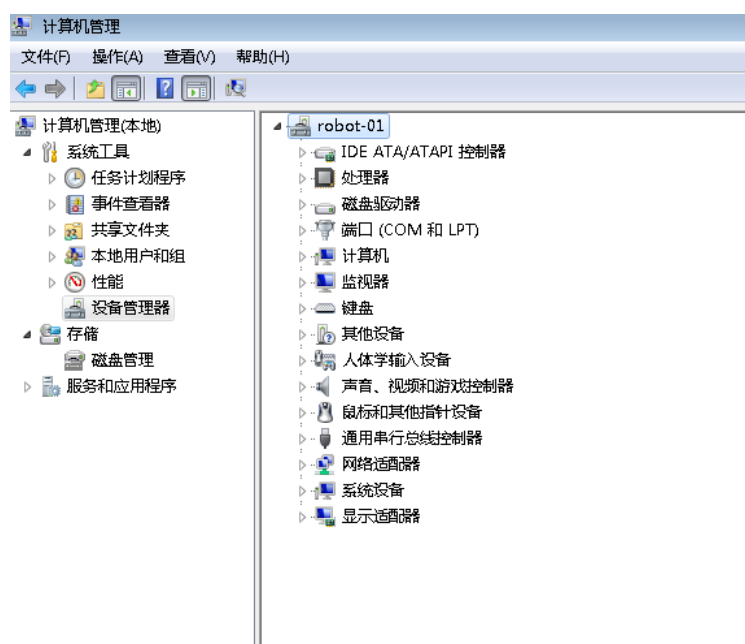 计算机管理
文件(F) 操作(A) 查看(V) 帮助(H)
计算机管理(本地)
系统工具
任务计划程序
事件查看器
共享文件夹
本地用户和组
性能
设备管理器
存储
磁盘管理
服务和应用程序
robot-01
IDE ATA/ATAPI 控制器
处理器
磁盘驱动器
端口 (COM 和 LPT)
计算机
监视器
键盘
其他设备
人体学输入设备
声音、视频和游戏控制器
鼠标和其他指针设备
通用串行总线控制器
网络适配器
系统设备
显示适配器